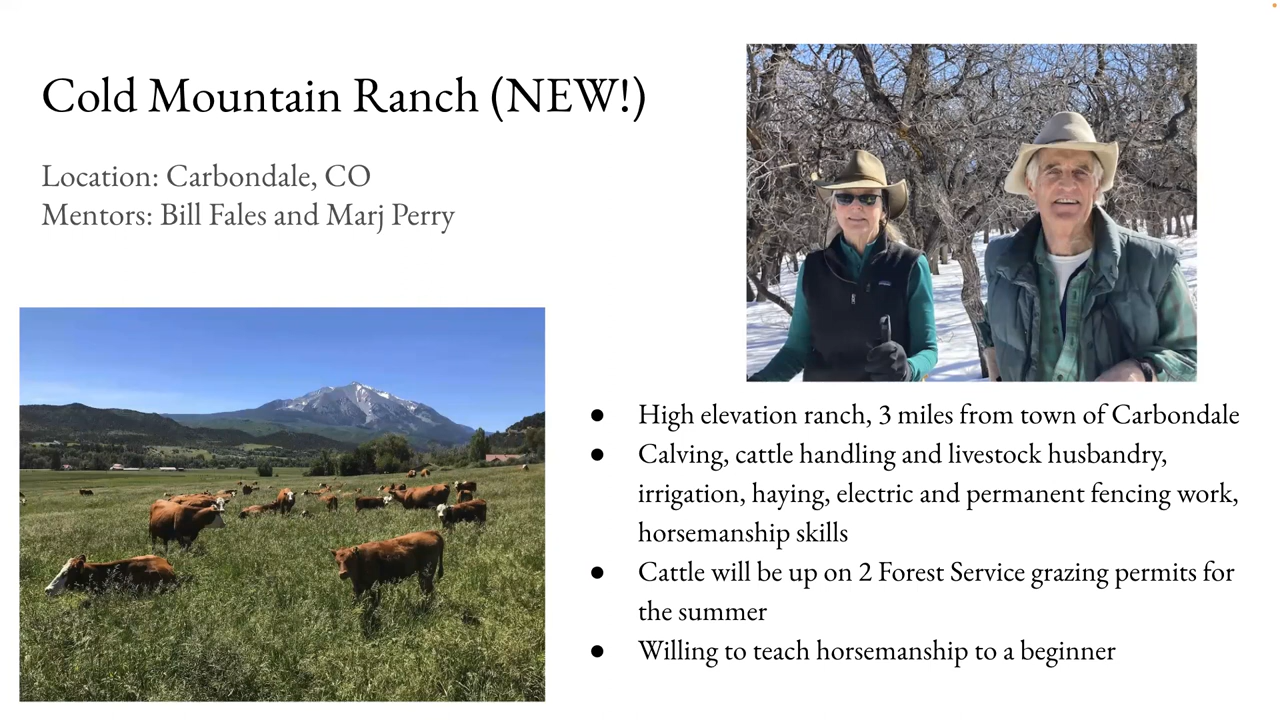 Cold Mountain Ranch (NEW!)
Location: Carbondale, CO
Mentors: Bill Fales and Marj Perry
● High elevation ranch, 3 miles from town of Carbondale
● Calving, cattle handling and livestock husbandry,
irrigation, haying, electric and permanent fencing work,
horsemanship skills
● Cattle will be up on 2 Forest Service grazing permits for
the summer
● Willing to teach horsemanship to a beginner